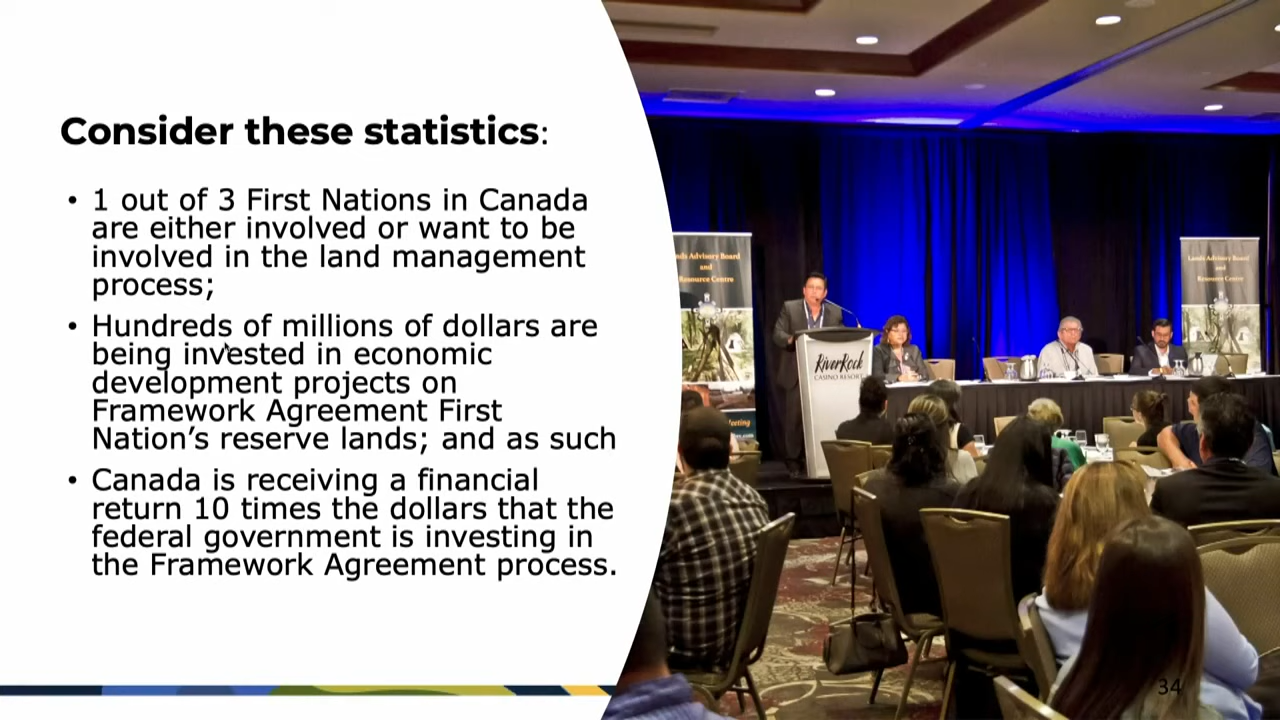 Consider these statistics:
• 1 out of 3 First Nations in Canada
are either involved or want to be
involved in the land management
process;
• Hundreds of millions of dollars are
being invested in economic
development projects on
Framework Agreement First
Nation’s reserve lands; and as such
• Canada is receiving a financial
return 10 times the dollars that the
federal government is investing in
the Framework Agreement process.
Advisory Board
and
Resource Centre
Lands Advisory Board
and
Resource Centre
RiverRock
CASINO RESORT
34